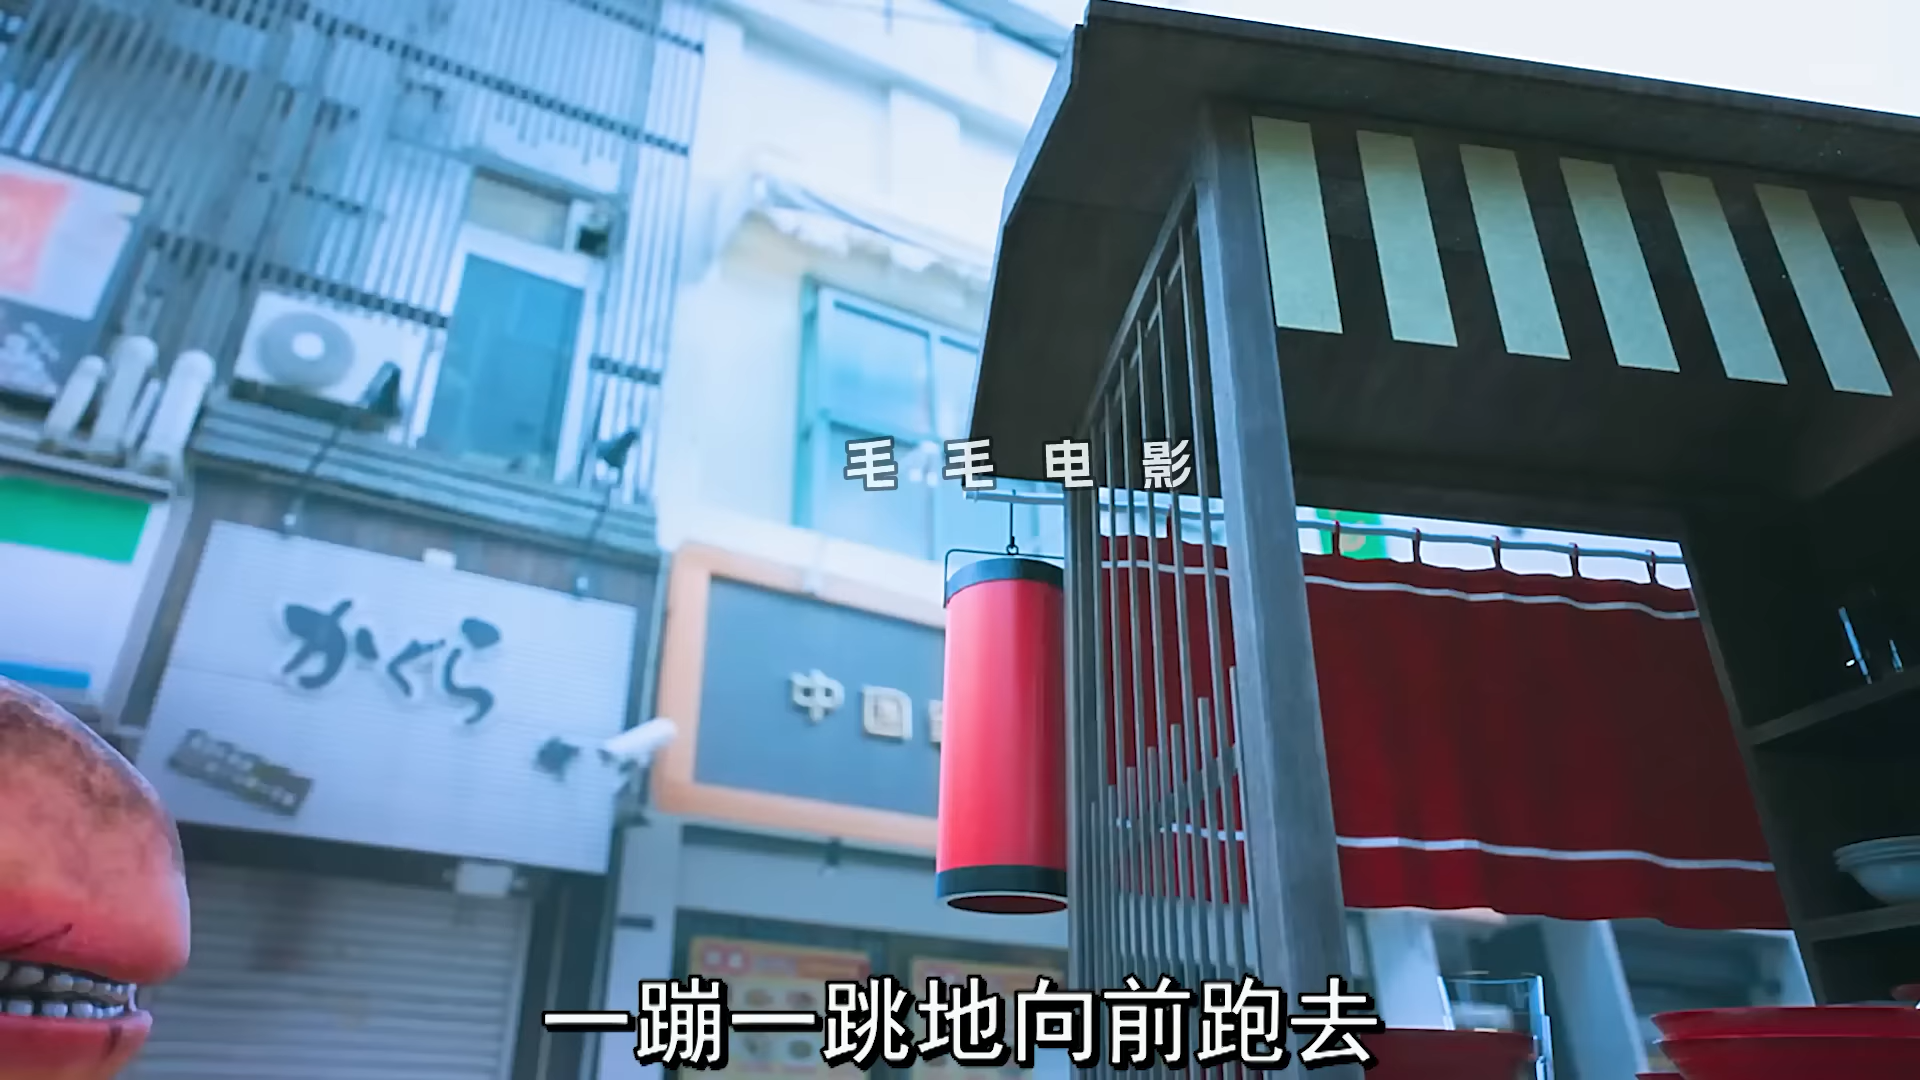 毛毛电影
かぐら
中国
一蹦一跳地向前跑去